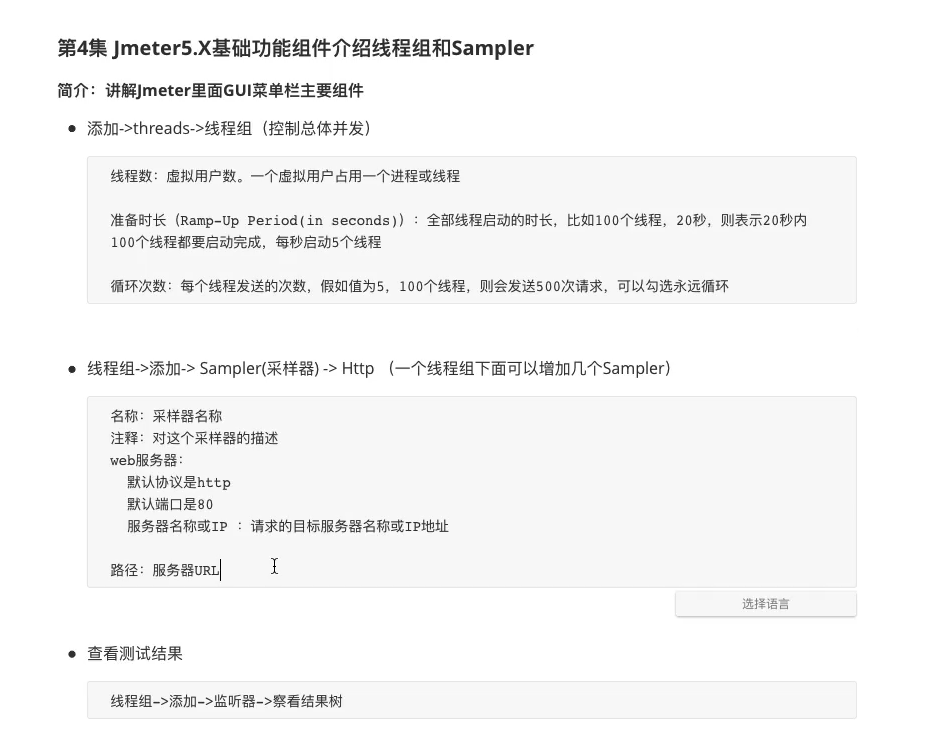 第4集 Jmeter5.X基础功能组件介绍线程组和Sampler
简介：讲解Jmeter里面GUI菜单栏主要组件
添加->threads->线程组（控制总体并发）
线程数：虚拟用户数。一个虚拟用户占用一个进程或线程
准备时长（Ramp-Up Period(in seconds)）：全部线程启动的时长，比如100个线程，20秒，则表示20秒内
100个线程都要启动完成，每秒启动5个线程
循环次数：每个线程发送的次数，假如值为5，100个线程，则会发送500次请求，可以勾选永远循环
线程组->添加-> Sampler(采样器) -> Http （一个线程组下面可以增加几个Sampler）
名称：采样器名称
注释：对这个采样器的描述
web服务器：
默认协议是http
默认端口是80
服务器名称或IP ：请求的目标服务器名称或IP地址
路径：服务器URL
选择语言
查看测试结果
线程组->添加->监听器->察看结果树